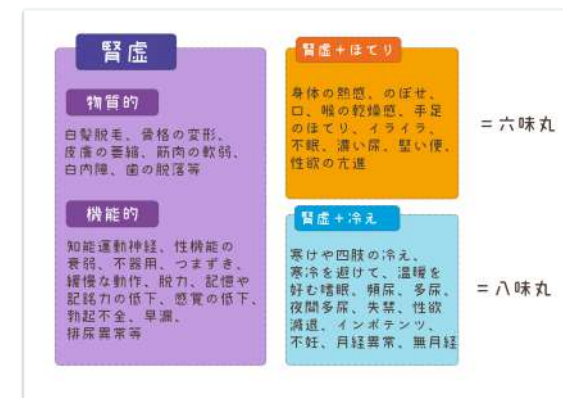 腎虚
物質的
白髪脱毛、骨格の変形、
皮膚の萎縮、筋肉の軟弱、
白内障、歯の脱落等
機能的
知能運動神経、性機能の
衰弱、不器用、つまずき、
緩慢な動作、脱力、記憶や
記銘力の低下、感覚の低下、
勃起不全、早漏、
排尿異常等
腎虚+ほてり
身体の熱感、のぼせ、
口、喉の乾燥感、手足
のほてり、イライラ、
不眠、濃い尿、堅い便、
性欲の亢進
=六味丸
腎虚+冷え
寒けや四肢の冷え、
寒冷を避けて、温暖を
好む嗜眠、頻尿、多尿、
夜間多尿、失禁、性欲
減退、インポテンツ、
不妊、月経異常、無月経
=八味丸